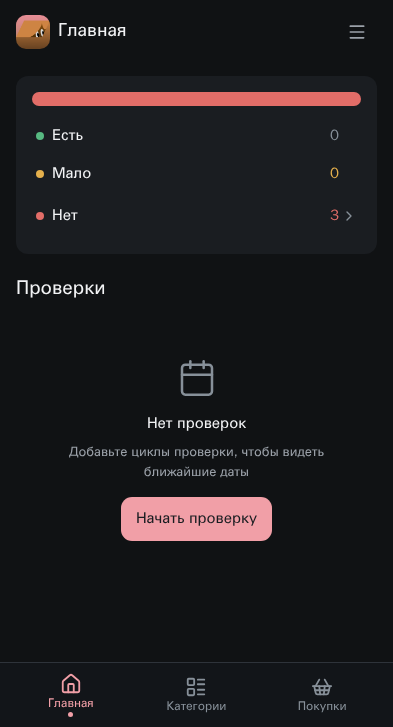 Главная
Есть 0
Мало 0
Нет 3
Проверки
Нет проверок
Добавьте циклы проверки, чтобы видеть
ближайшие даты
Начать проверку
Главная Категории Покупки